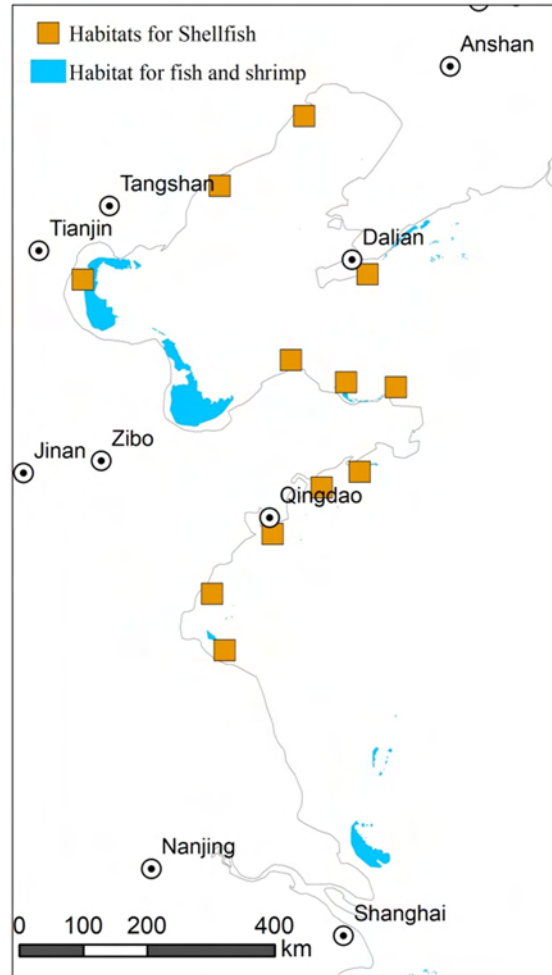 Habitats for Shellfish
Habitat for fish and shrimp
Anshan
Tangshan
Tianjin
Dalian
Zibo
Jinan
Qingdao
Nanjing
Shanghai
0 100 200 400
km